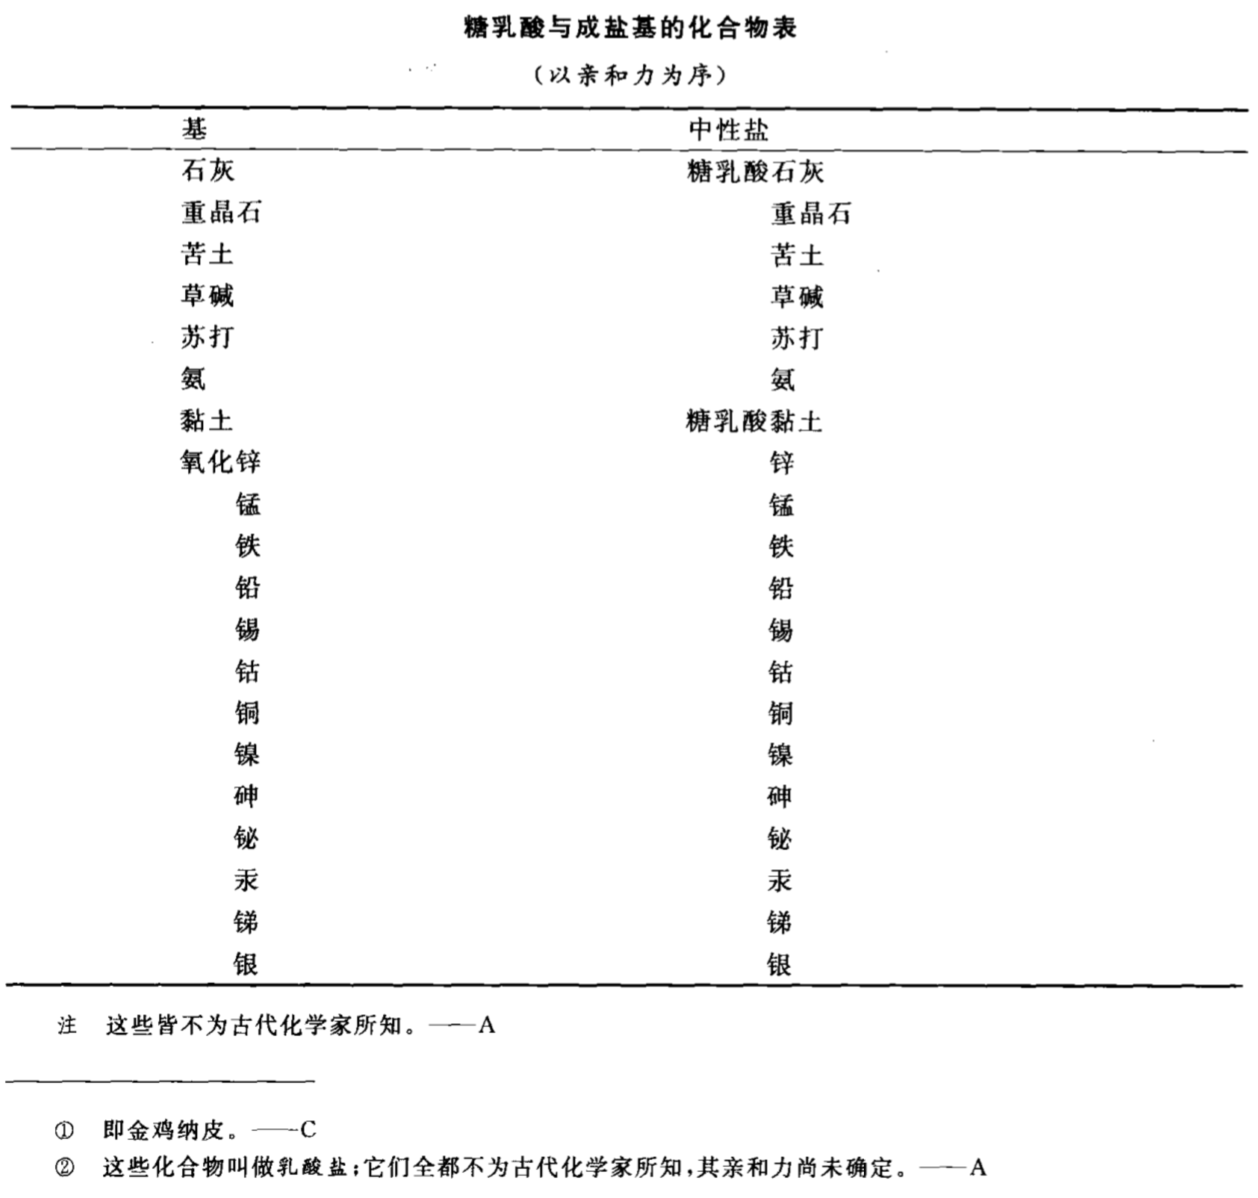 糖乳酸与成盐基的化合物表
(以亲和力为序)
基 中性盐
石灰 糖乳酸石灰
重晶石 重晶石
苦土 苦土
草碱 草碱
苏打 苏打
氨 氨
黏土 糖乳酸黏土
氧化锌 锌
锰 锰
铁 铁
铅 铅
锡 锡
钴 钴
铜 铜
镍 镍
砷 砷
铋 铋
汞 汞
锑 锑
银 银
注 这些皆不为古代化学家所知。——A
① 即金鸡纳皮。——C
② 这些化合物叫做乳酸盐;它们全都不为古代化学家所知,其亲和力尚未确定。——A